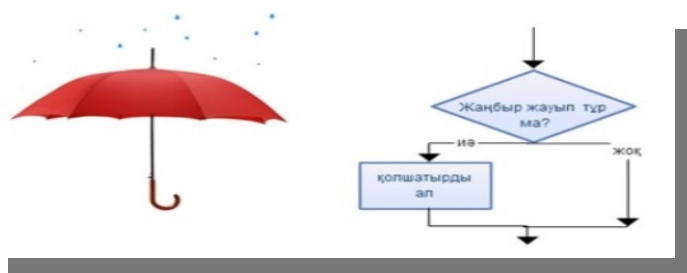 Жаңбыр жауып тұр
ма?
иә
жоқ
қолшатырды
ал